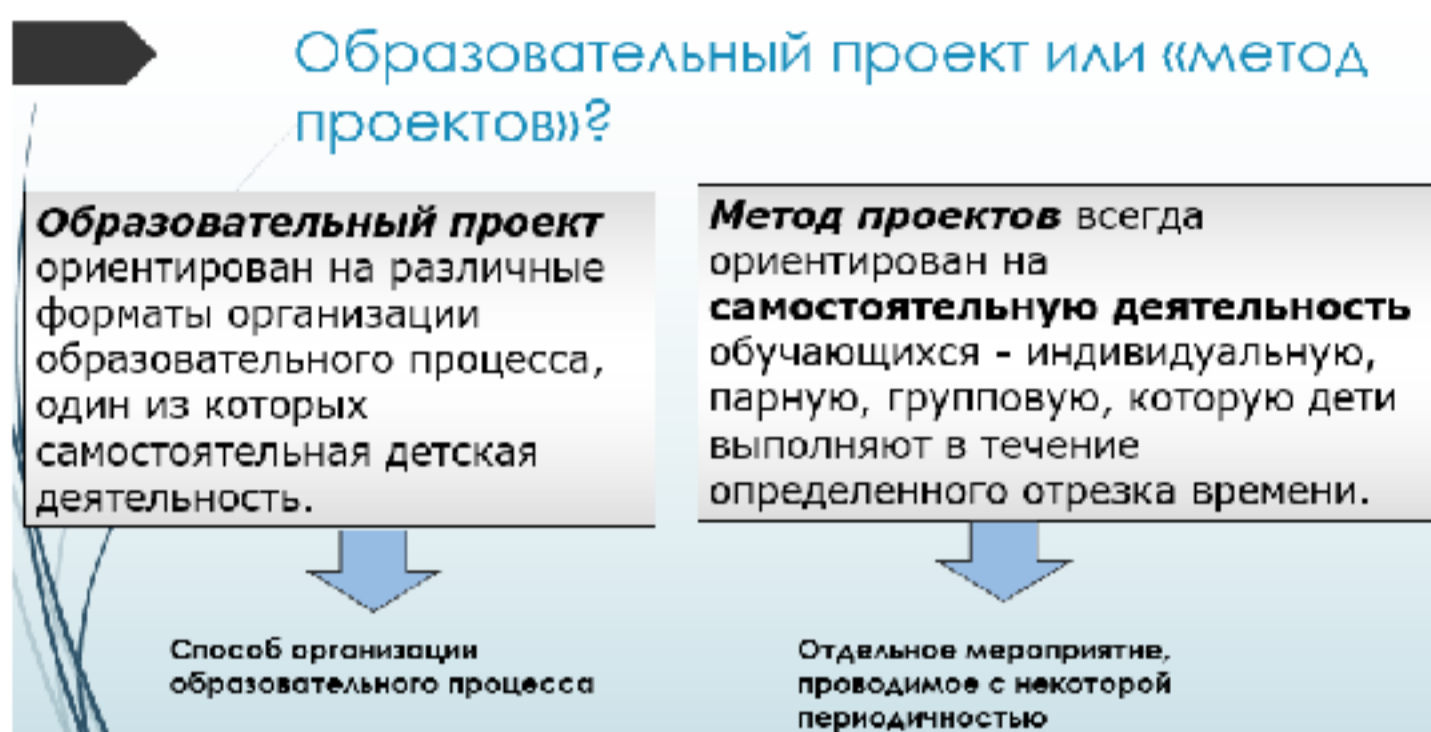 Образовательный проект или «метод
проектов»?
Образовательный проект
ориентирован на различные
форматы организации
образовательного процесса,
один из которых
самостоятельная детская
деятельность.
Метод проектов всегда
ориентирован на
самостоятельную деятельность
обучающихся - индивидуальную,
парную, групповую, которую дети
выполняют в течение
определенного отрезка времени.
Способ организации
образовательного процесса
Отдельное мероприятие,
проводимое с некоторой
периодичностью